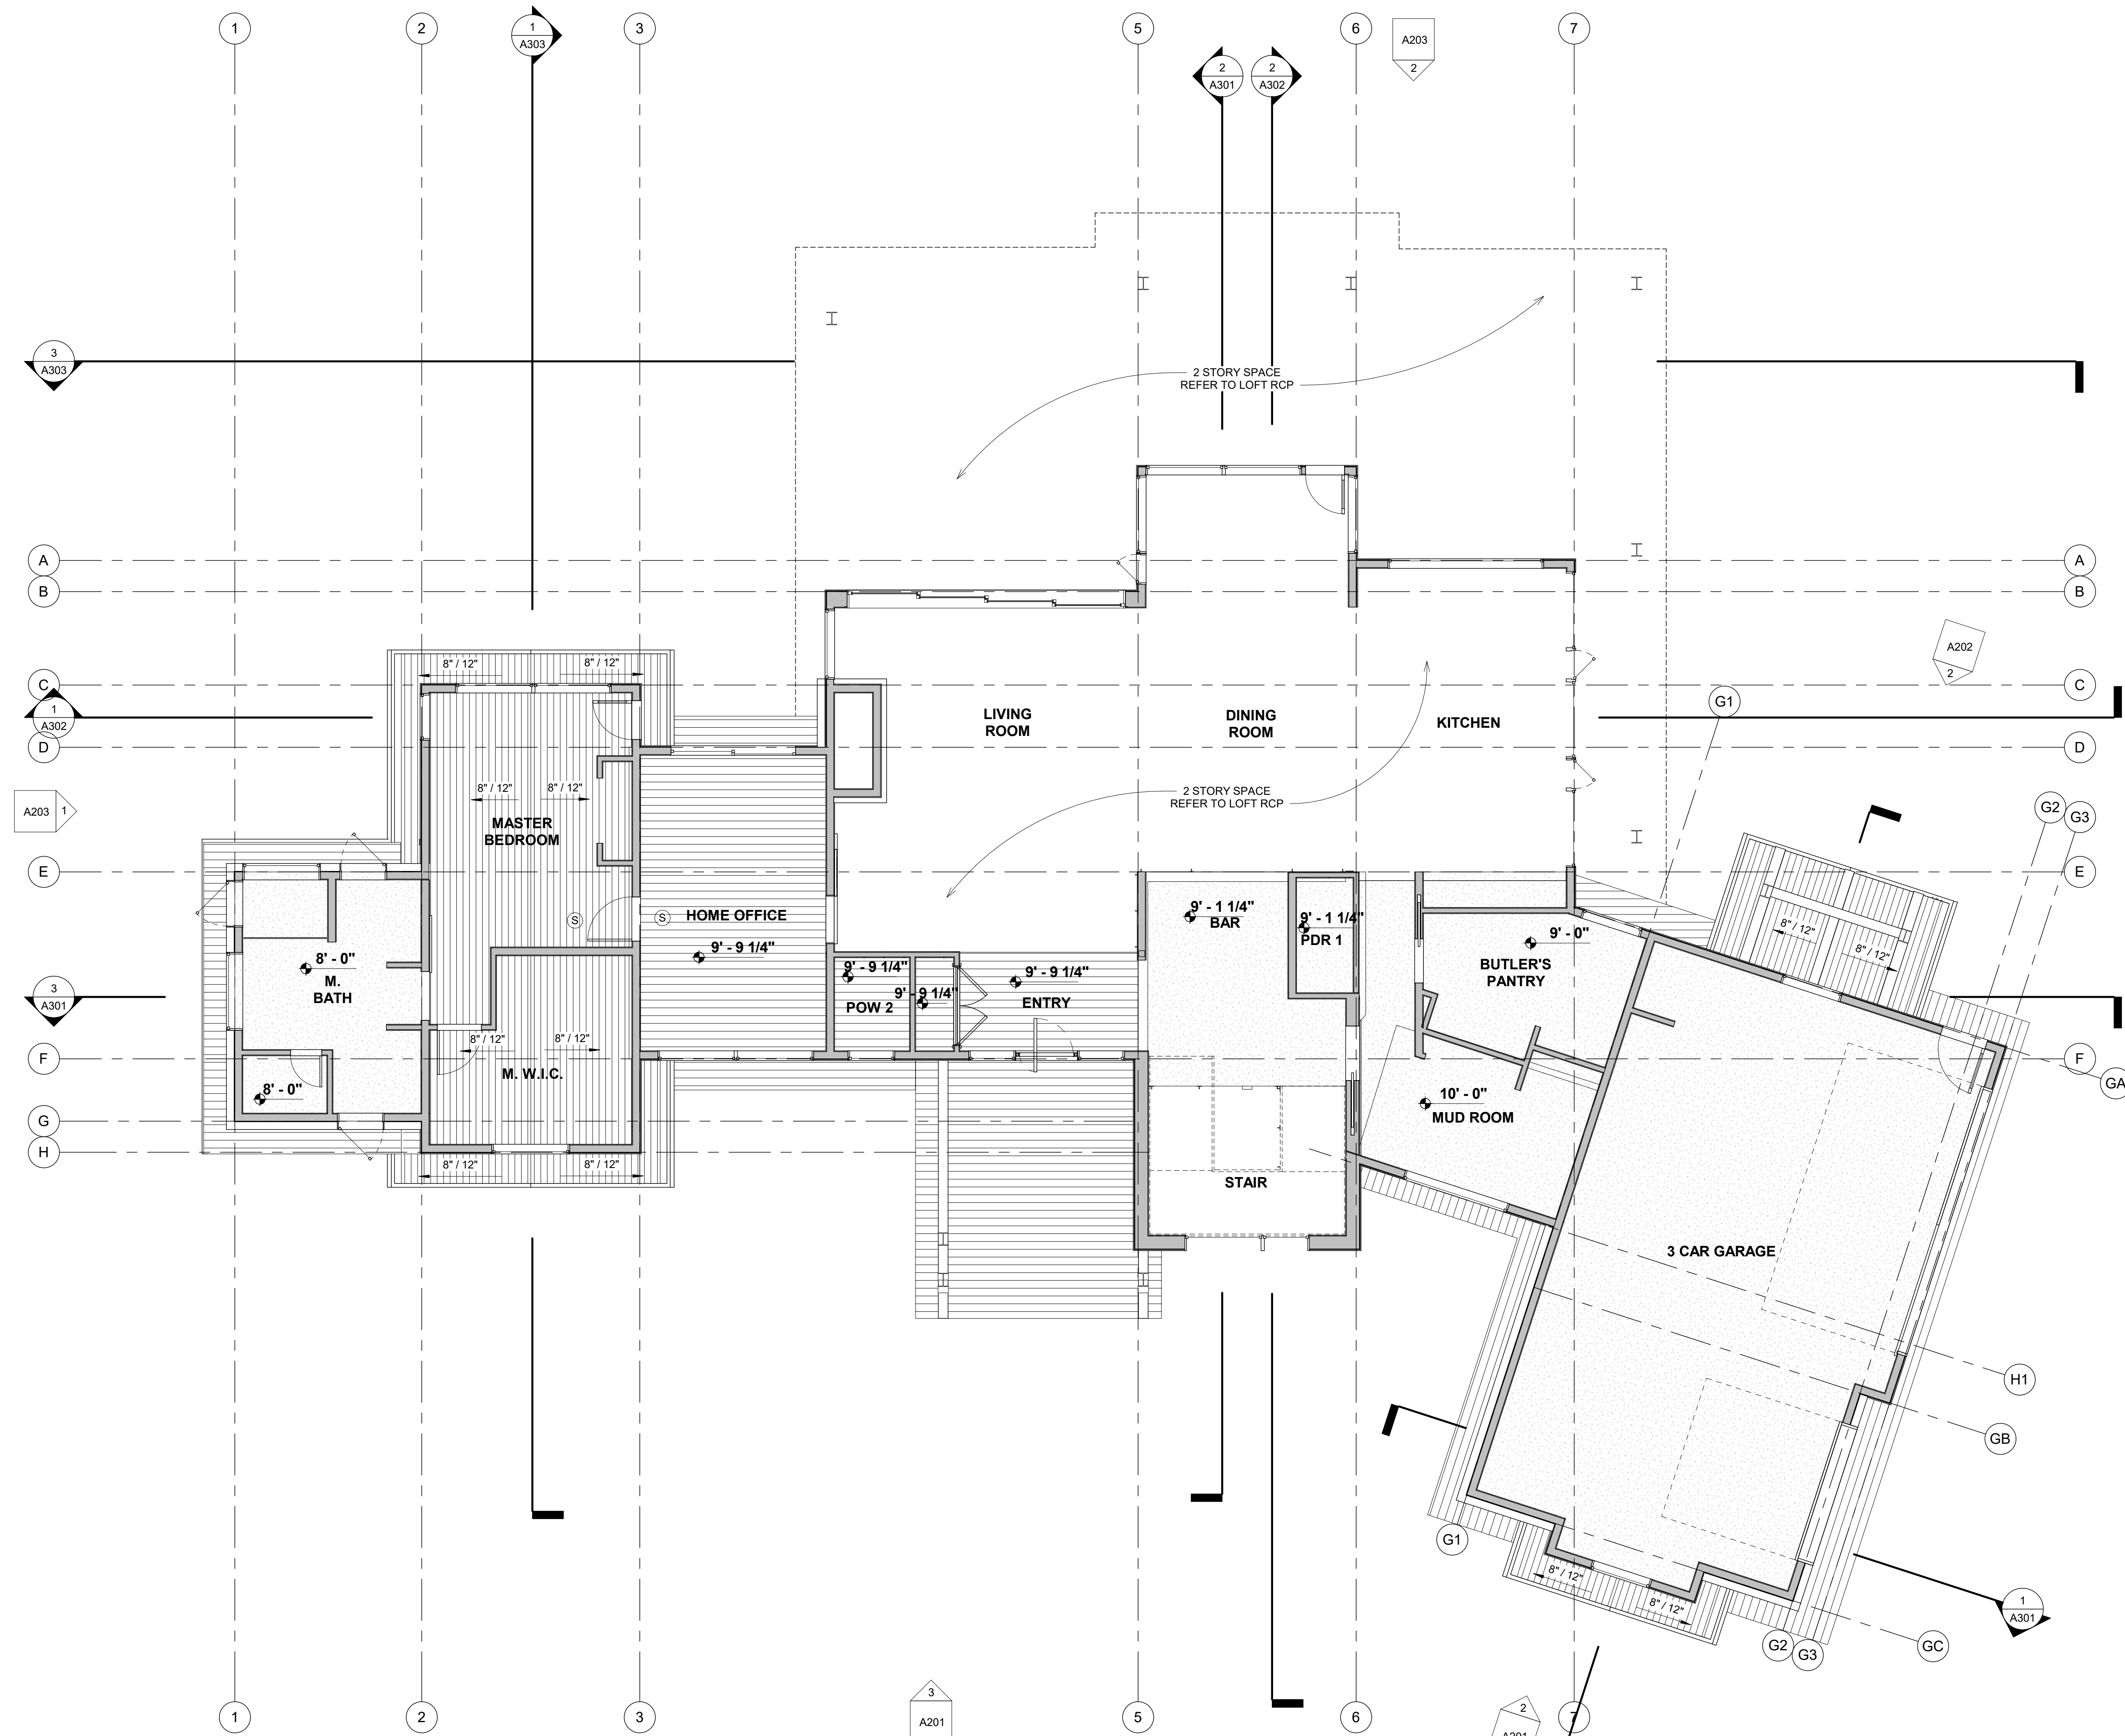 1
2
1
A303
3
5
6
7
2
A301
2
A302
A203
2
3
A303
2 STORY SPACE
REFER TO LOFT RCP
A
A
B
B
A202
2
8" / 12"
8" / 12"
C
C
G1
1
A302
LIVING
ROOM
DINING
ROOM
KITCHEN
D
D
8" / 12"
8" / 12"
2 STORY SPACE
REFER TO LOFT RCP
A203
1
G2
G3
MASTER
BEDROOM
E
E
S
S
HOME OFFICE
9' - 1 1/4"
BAR
9' - 1 1/4"
PDR 1
9' - 0"
8" / 12"
8" / 12"
9' - 9 1/4"
8' - 0"
M.
BATH
9' - 9 1/4"
9' - 9 1/4"
POW 2
9' - 9 1/4"
ENTRY
BUTLER'S
PANTRY
3
A301
8" / 12"
8" / 12"
F
F
M. W.I.C.
GA
8' - 0"
10' - 0"
MUD ROOM
G
G
H
H
8" / 12"
8" / 12"
STAIR
3 CAR GARAGE
H1
GB
G1
8" / 12"
8" / 12"
1
A301
G2
G3
GC
1
2
3
3
A201
5
6
2
A201
7